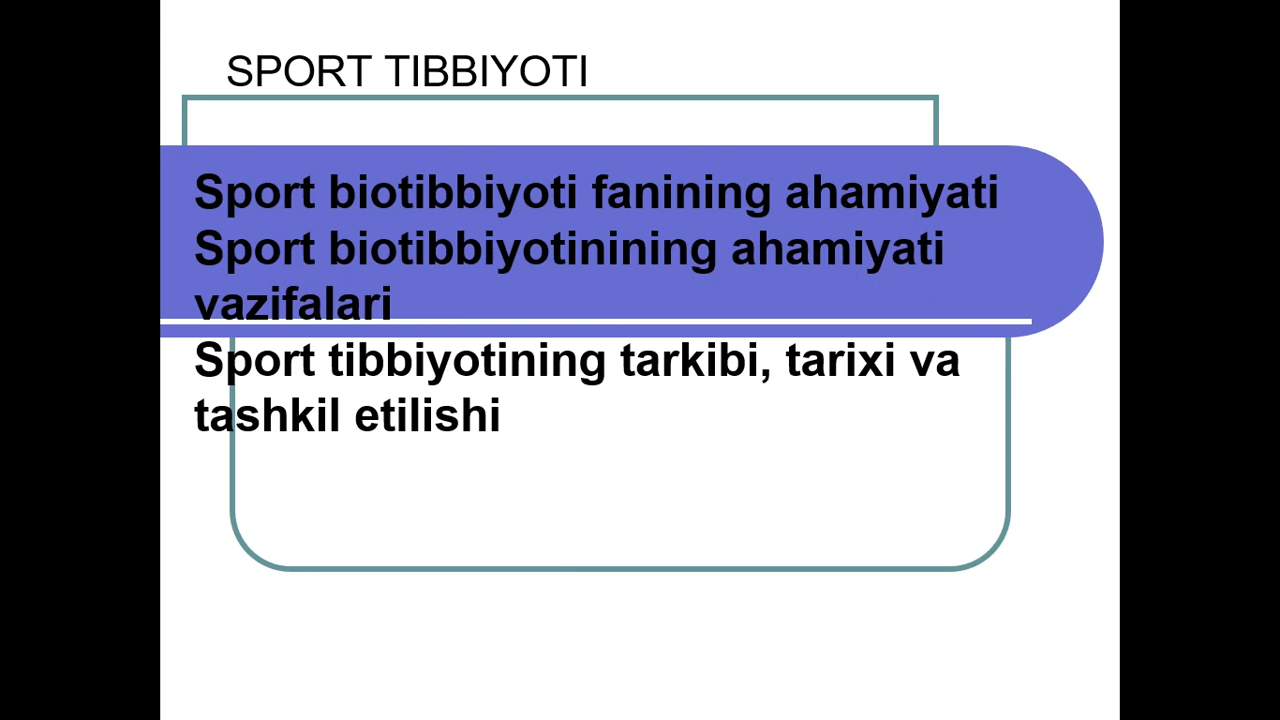 SPORT TIBBIYOTI
Sport biotibbiyoti fanining ahamiyati
Sport biotibbiyotinining ahamiyati
vazifalari
Sport tibbiyotining tarkibi, tarixi va
tashkil etilishi